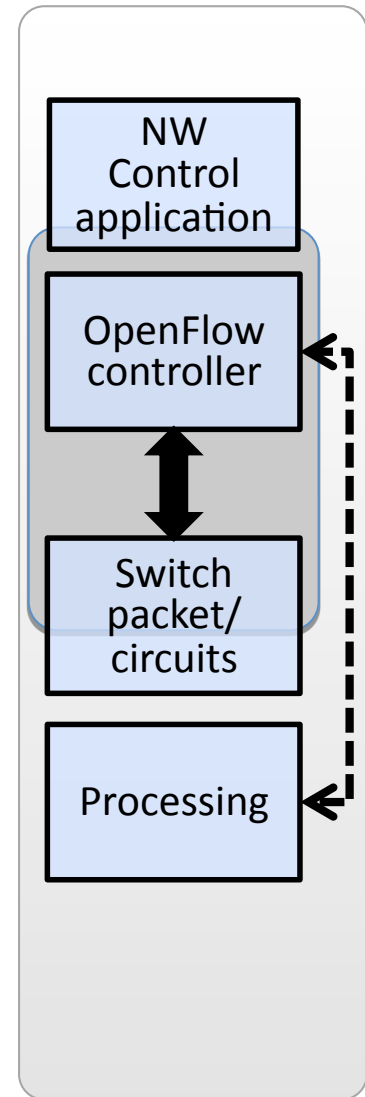 NW
Control
application
OpenFlow
controller
Switch
packet/
circuits
Processing